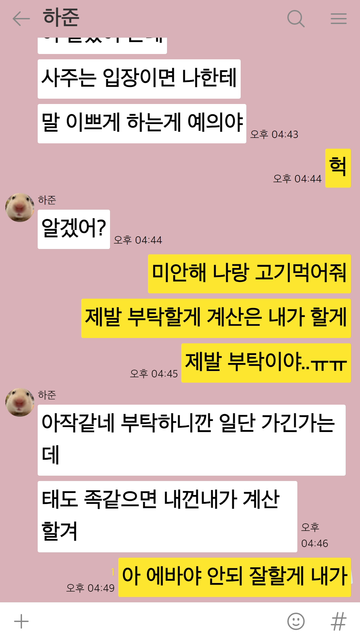 하준
사주는 입장이면 나한테
말 이쁘게 하는게 예의야
오후 04:43
헉
오후 04:44
하준
알겠어?
오후 04:44
미안해 나랑 고기먹어줘
제발 부탁할게 계산은 내가 할게
제발 부탁이야..ㅠㅠ
오후 04:45
하준
아작같네 부탁하니깐 일단 가긴가는
데
태도 족같으면 내껀내가 계산
할겨
오후
04:46
아 에바야 안되 잘할게 내가
오후 04:49